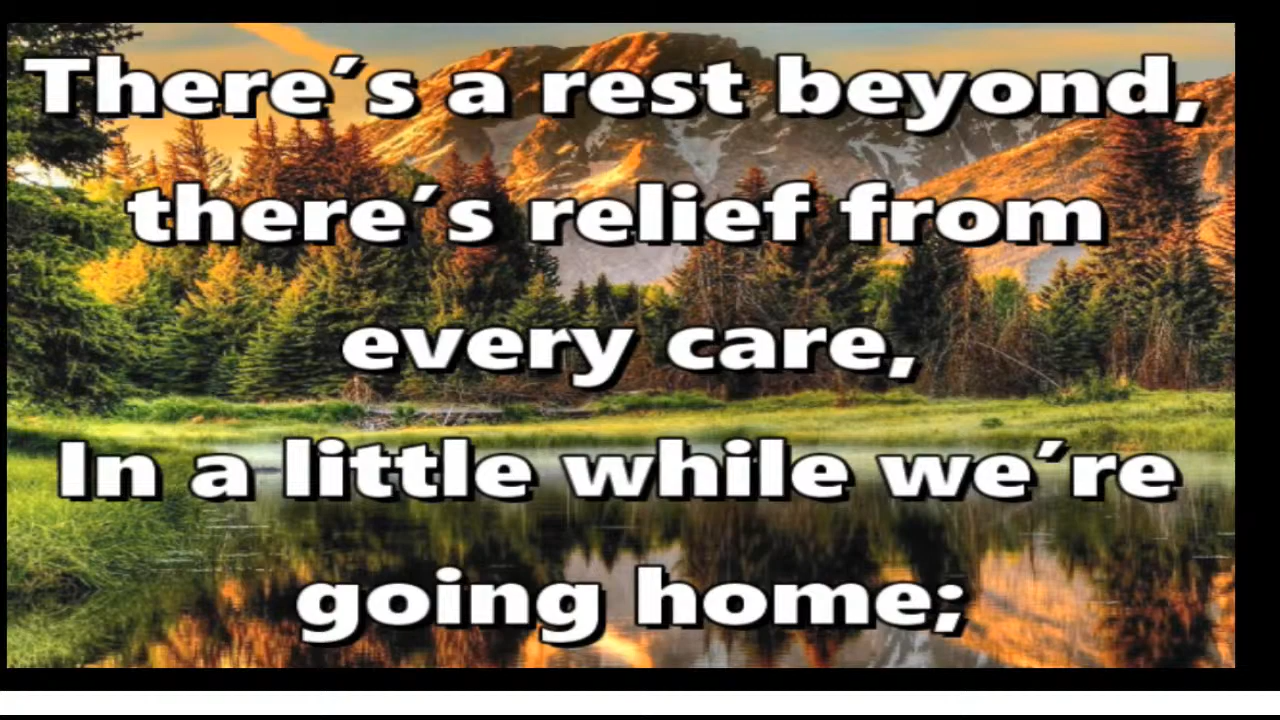 There's a rest beyond,
there's relief from
every care,
In a little while we're
going home;